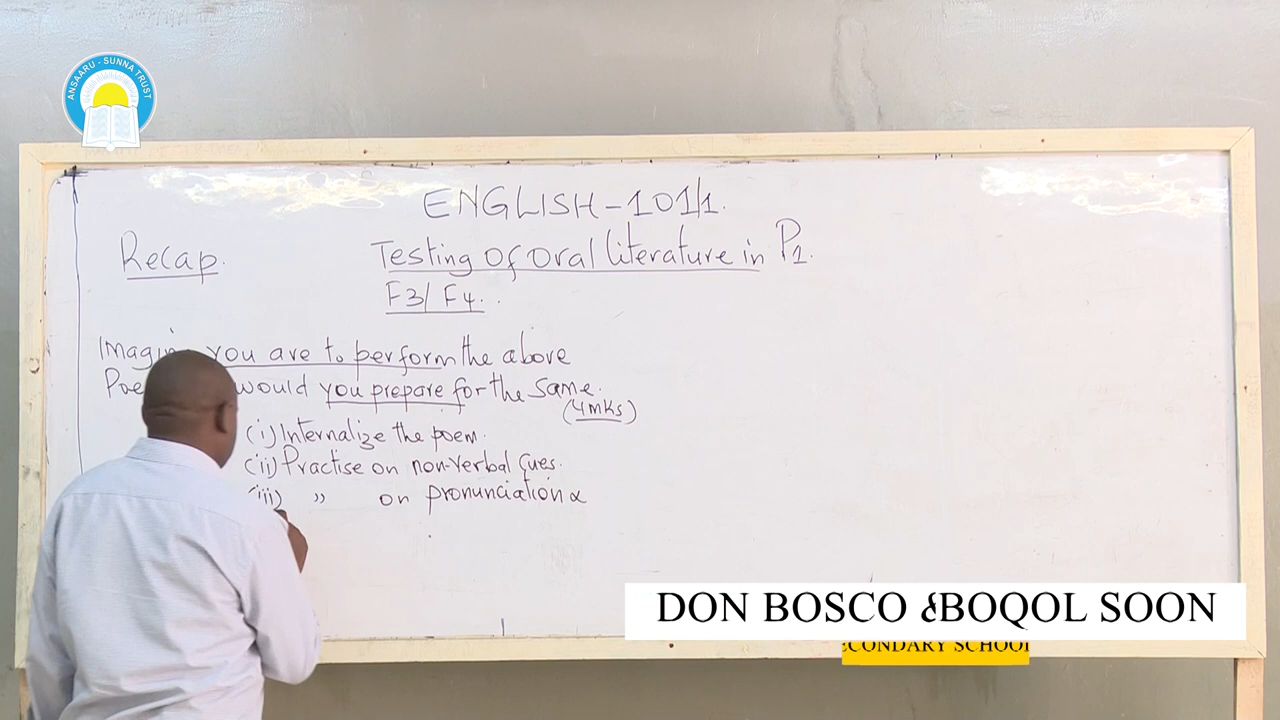 ANSAARU - SUNNA TRUST
ENGLISH - 101/1.
Recap.
Testing of oral literature in P1.
F3/ F4..
you are to perform the above
would you prepare for the same.
(4mks)
(i) Internalize the poem.
(ii) Practise on non-verbal cues.
(iii) " on pronunciation
DON BOSCO BOQOL SOON
SCHOOL